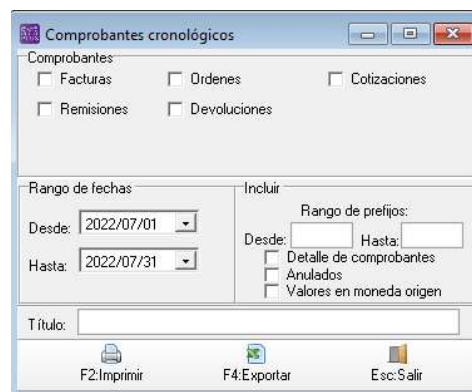 Comprobantes cronológicos
Comprobantes
Facturas Ordenes Cotizaciones
Remisiones Devoluciones
Rango de fechas
Desde: 2022/07/01
Hasta: 2022/07/31
Incluir
Rango de prefijos:
Desde: Hasta:
Detalle de comprobantes
Anulados
Valores en moneda origen
Título:
F2:Imprimir F4:Exportar Esc:Salir